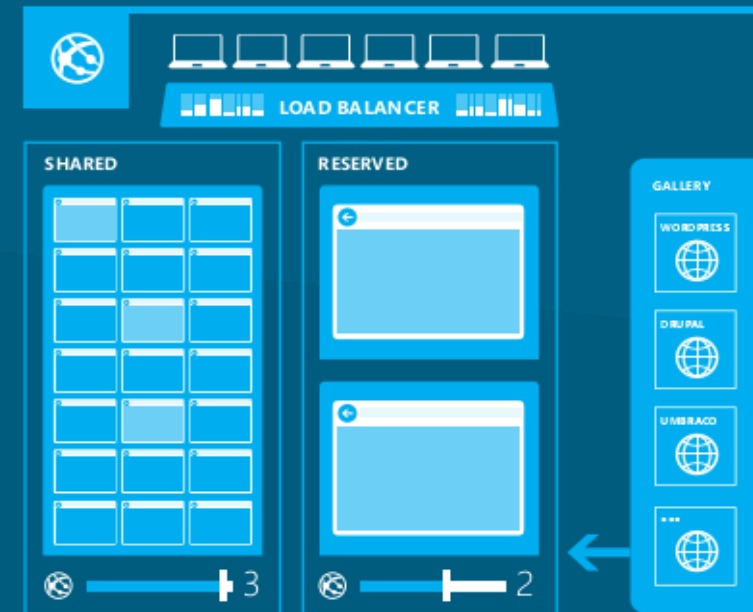 LOAD BALANCER
SHARED
RESERVED
GALLERY
WORDPRESS
DRUPAL
UMBRACO
...
3
2